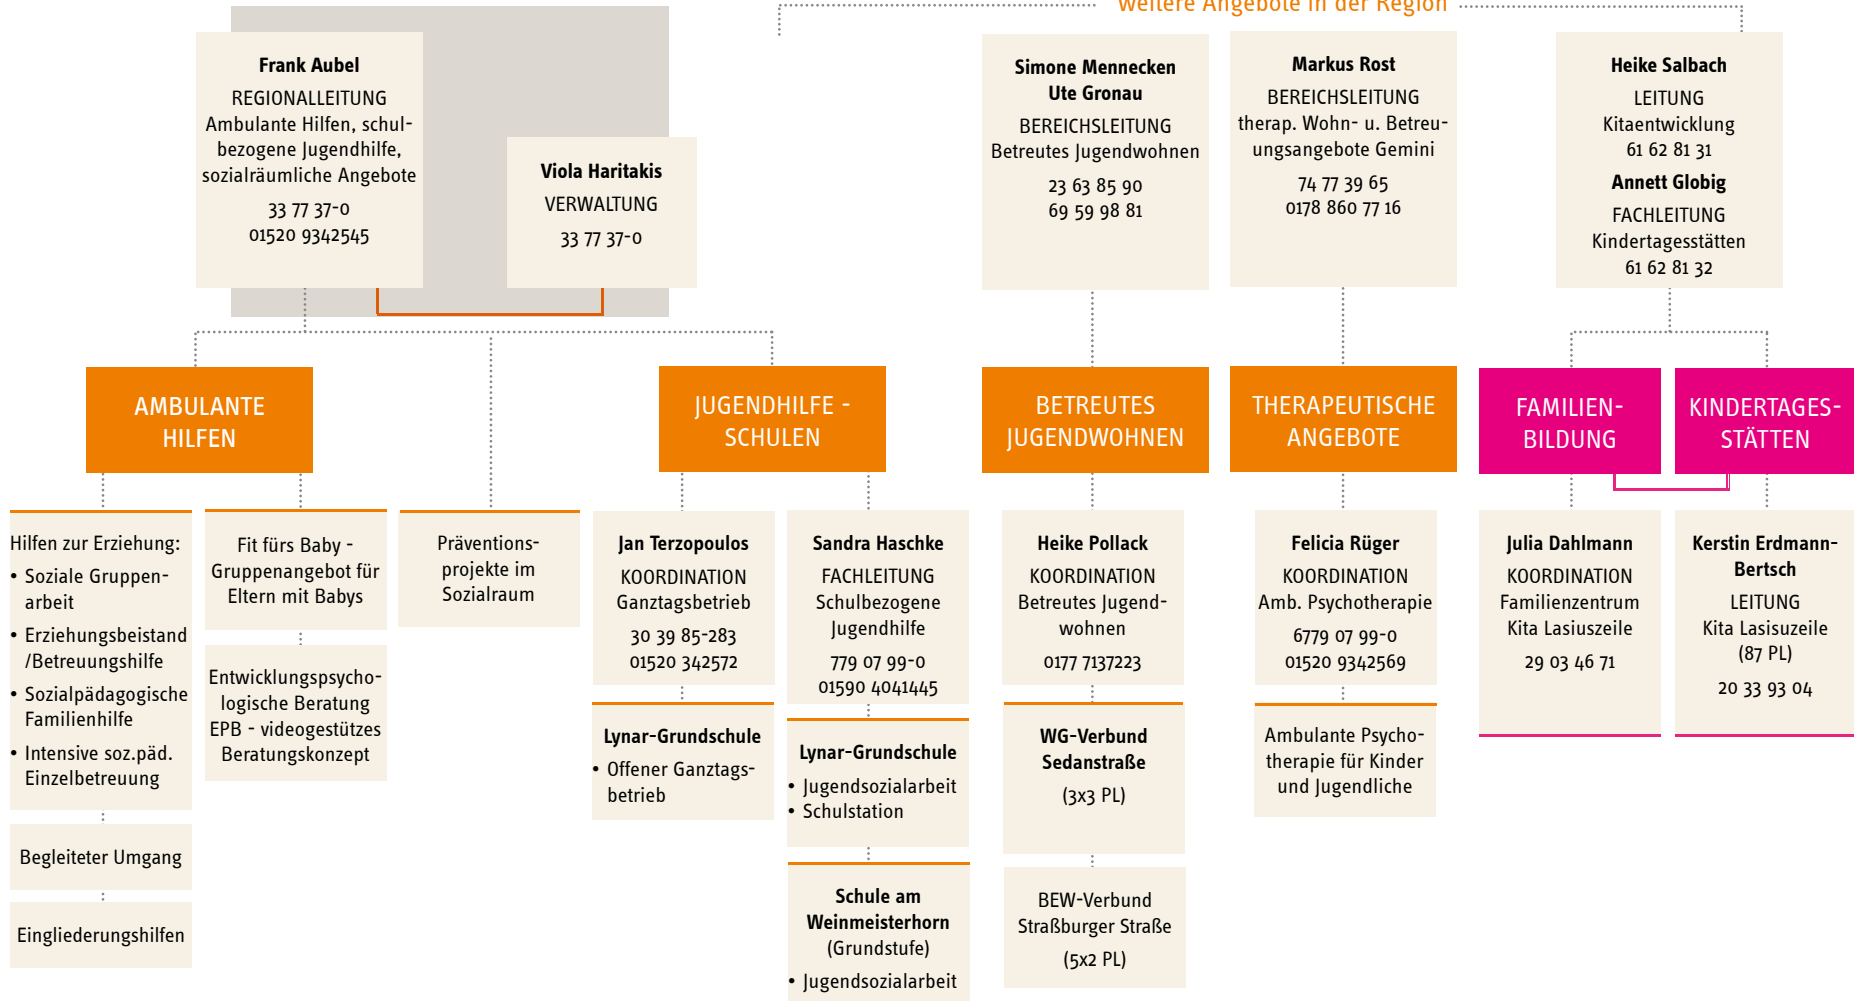 weitere Angebote in der Region
Frank Aubel
REGIONALLEITUNG
Ambulante Hilfen, schul-
bezogene Jugendhilfe,
sozialräumliche Angebote
33 77 37-0
01520 9342545
Viola Haritakis
VERWALTUNG
33 77 37-0
Simone Mennecken
Ute Gronau
BEREICHSLEITUNG
Betreutes Jugendwohnen
23 63 85 90
69 59 98 81
Markus Rost
BEREICHSLEITUNG
therap. Wohn- u. Betreu-
ungsangebote Gemini
74 77 39 65
0178 860 77 16
Heike Salbach
LEITUNG
Kitaentwicklung
61 62 81 31
Annett Globig
FACHLEITUNG
Kindertagesstätten
61 62 81 32
AMBULANTE
HILFEN
JUGENDHILFE -
SCHULEN
BETREUTES
JUGENDWOHNEN
THERAPEUTISCHE
ANGEBOTE
FAMILIEN-
BILDUNG
KINDERTAGES-
STÄTTEN
Hilfen zur Erziehung:
• Soziale Gruppen-
arbeit
• Erziehungsbeistand
/Betreuungshilfe
• Sozialpädagogische
Familienhilfe
• Intensive soz.päd.
Einzelbetreuung
Begleiteter Umgang
Eingliederungshilfen
Fit fürs Baby -
Gruppenangebot für
Eltern mit Babys
Entwicklungspsycho-
logische Beratung
EPB - videogestütztes
Beratungskonzept
Präventions-
projekte im
Sozialraum
Jan Terzopoulos
KOORDINATION
Ganztagsbetrieb
30 39 85-283
01520 342572
Lynar-Grundschule
• Offener Ganztags-
betrieb
Sandra Haschke
FACHLEITUNG
Schulbezogene
Jugendhilfe
779 07 99-0
01590 4041445
Lynar-Grundschule
• Jugendsozialarbeit
• Schulstation
Schule am
Weinmeisterhorn
(Grundstufe)
• Jugendsozialarbeit
Heike Pollack
KOORDINATION
Betreutes Jugend-
wohnen
0177 7137223
WG-Verbund
Sedanstraße
(3x3 PL)
BEW-Verbund
Straßburger Straße
(5x2 PL)
Felicia Rüger
KOORDINATION
Amb. Psychotherapie
6779 07 99-0
01520 9342569
Ambulante Psycho-
therapie für Kinder
und Jugendliche
Julia Dahlmann
KOORDINATION
Familienzentrum
Kita Lasiuszeile
29 03 46 71
Kerstin Erdmann-
Bertsch
LEITUNG
Kita Lasisuzeile
(87 PL)
20 33 93 04